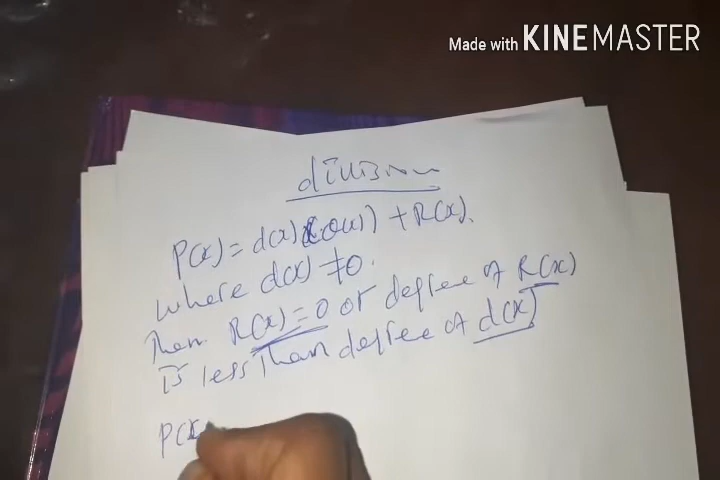 Made with KINEMASTER
division
P(x) = d(x)(Q(x)) + R(x).
where d(x) ≠ 0.
Then R(x) = 0 or degree of R(x)
is less than degree of d(x)
P(x